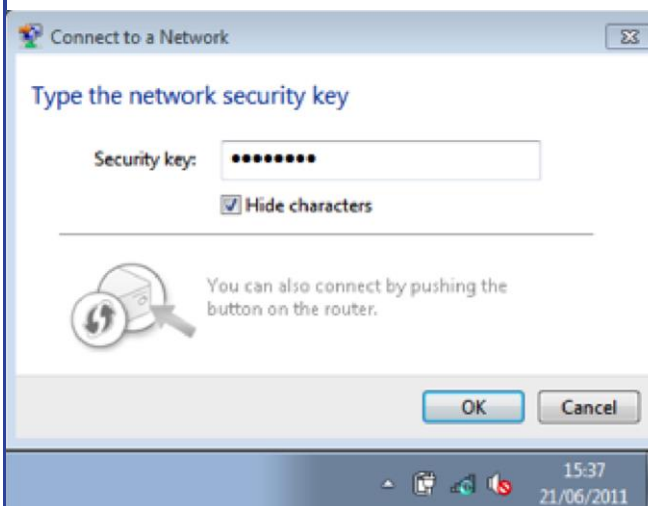 Connect to a Network
Type the network security key
Security key: ••••••••
Hide characters
You can also connect by pushing the
button on the router.
OK Cancel
15:37
21/06/2011